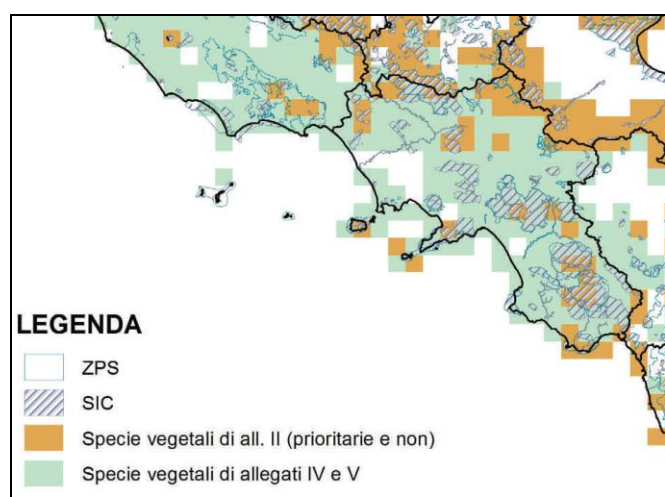 LEGENDA
ZPS
SIC
Specie vegetali di all. II (prioritarie e non)
Specie vegetali di allegati IV e V